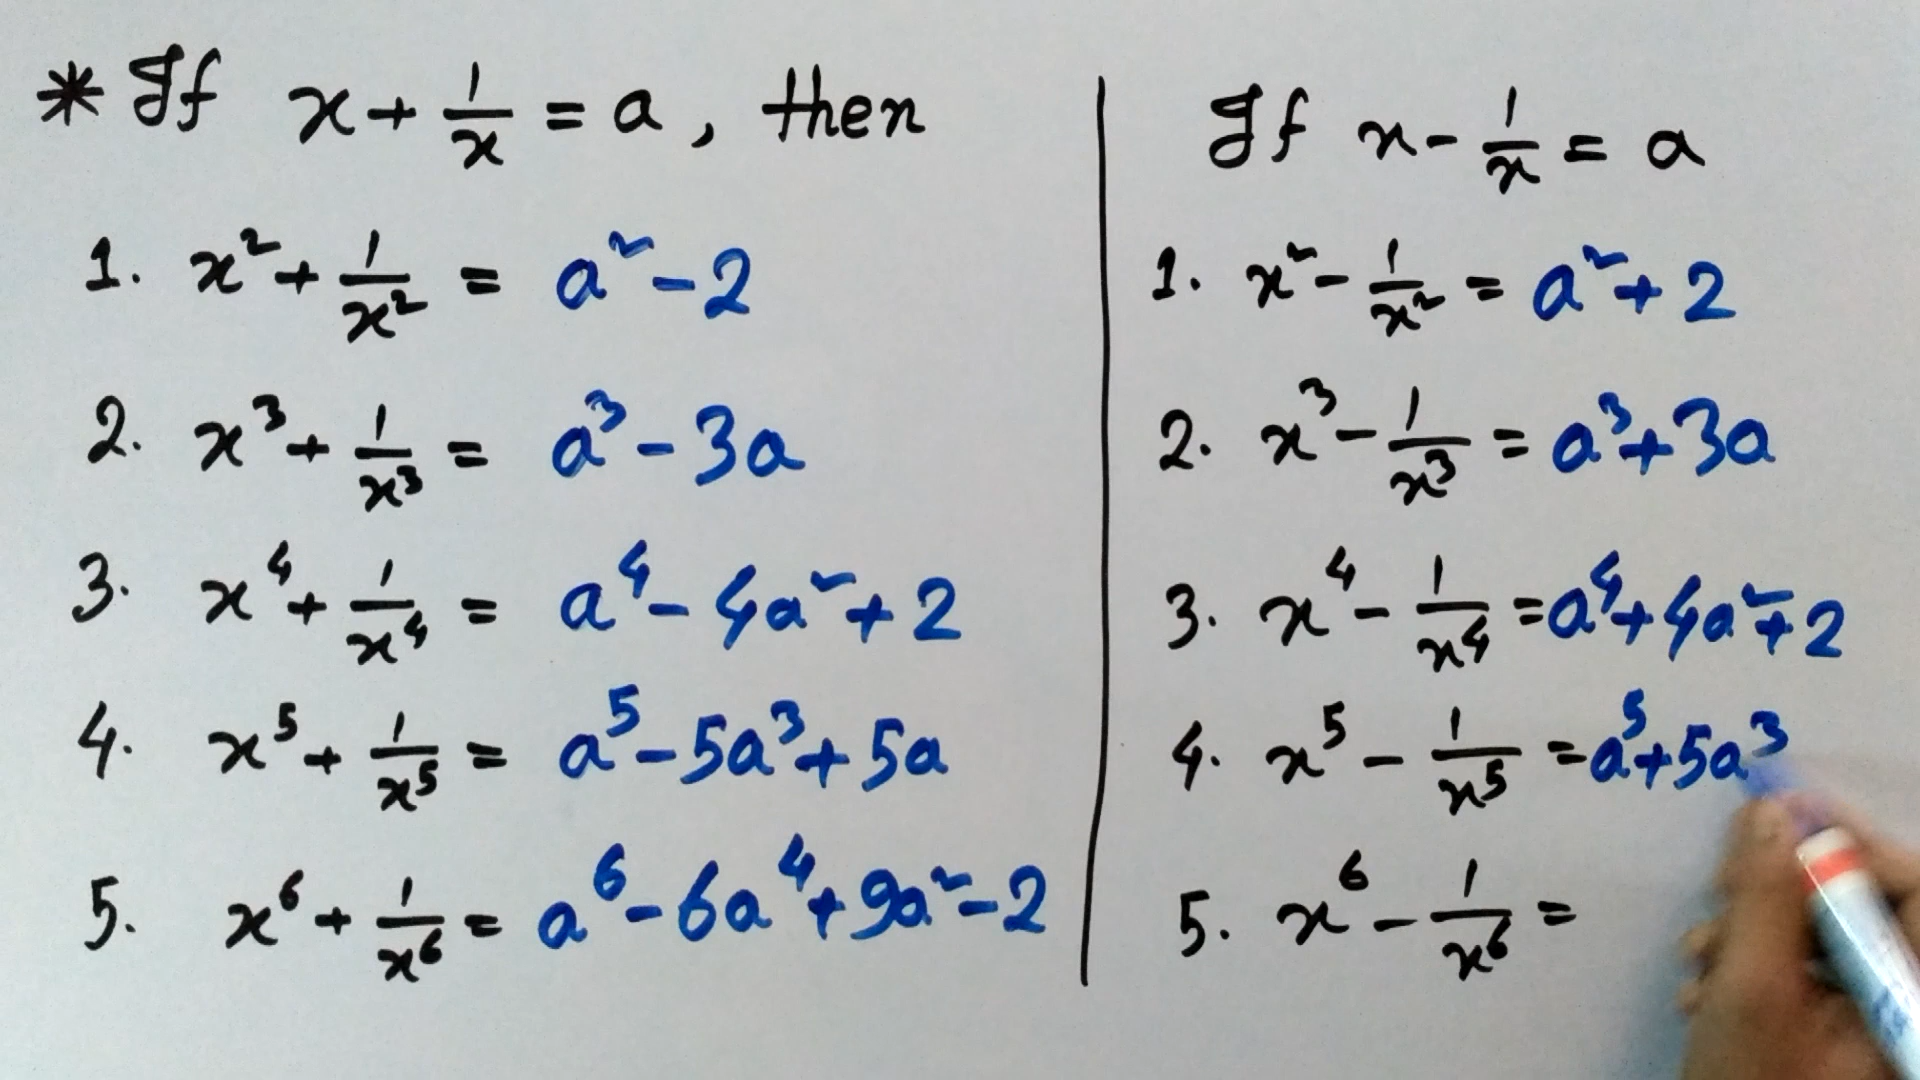 * If x + 1/x = a, then
1. x² + 1/x² = a² - 2
2. x³ + 1/x³ = a³ - 3a
3. x⁴ + 1/x⁴ = a⁴ - 4a² + 2
4. x⁵ + 1/x⁵ = a⁵ - 5a³ + 5a
5. x⁶ + 1/x⁶ = a⁶ - 6a⁴ + 9a² - 2
If x - 1/x = a
1. x² - 1/x² = a² + 2
2. x³ - 1/x³ = a³ + 3a
3. x⁴ - 1/x⁴ = a⁴ + 4a² + 2
4. x⁵ - 1/x⁵ = a⁵ + 5a³
5. x⁶ - 1/x⁶ =